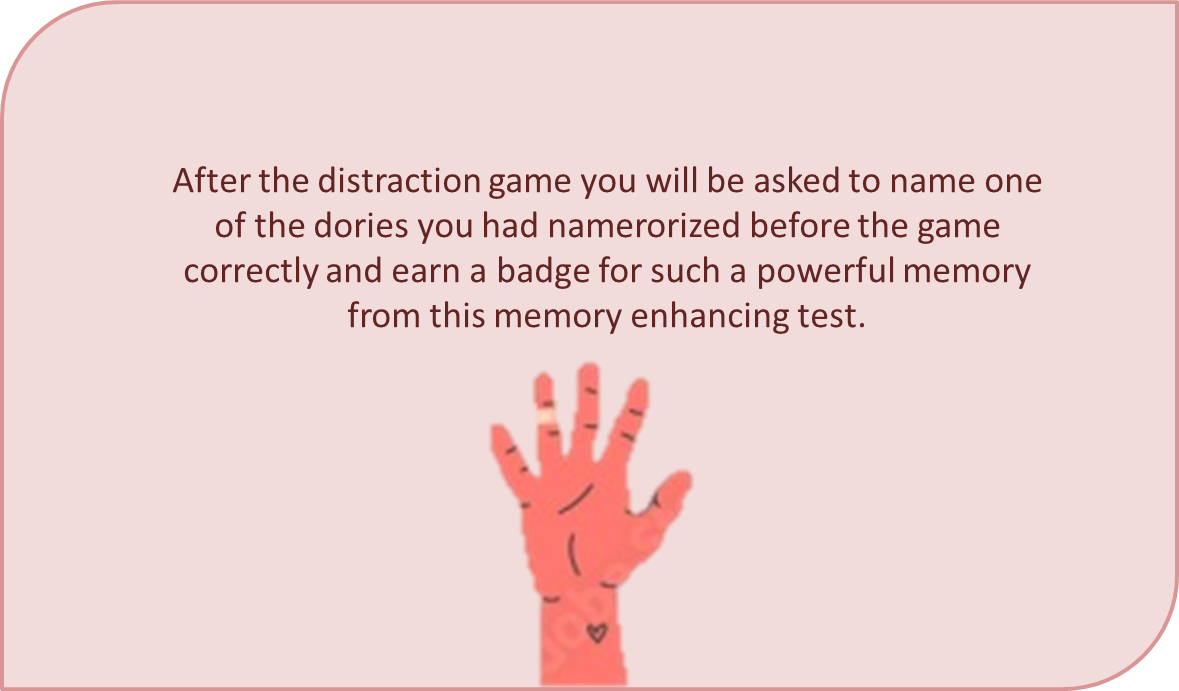 After the distraction game you will be asked to name one
of the dories you had namerorized before the game
correctly and earn a badge for such a powerful memory
from this memory enhancing test.